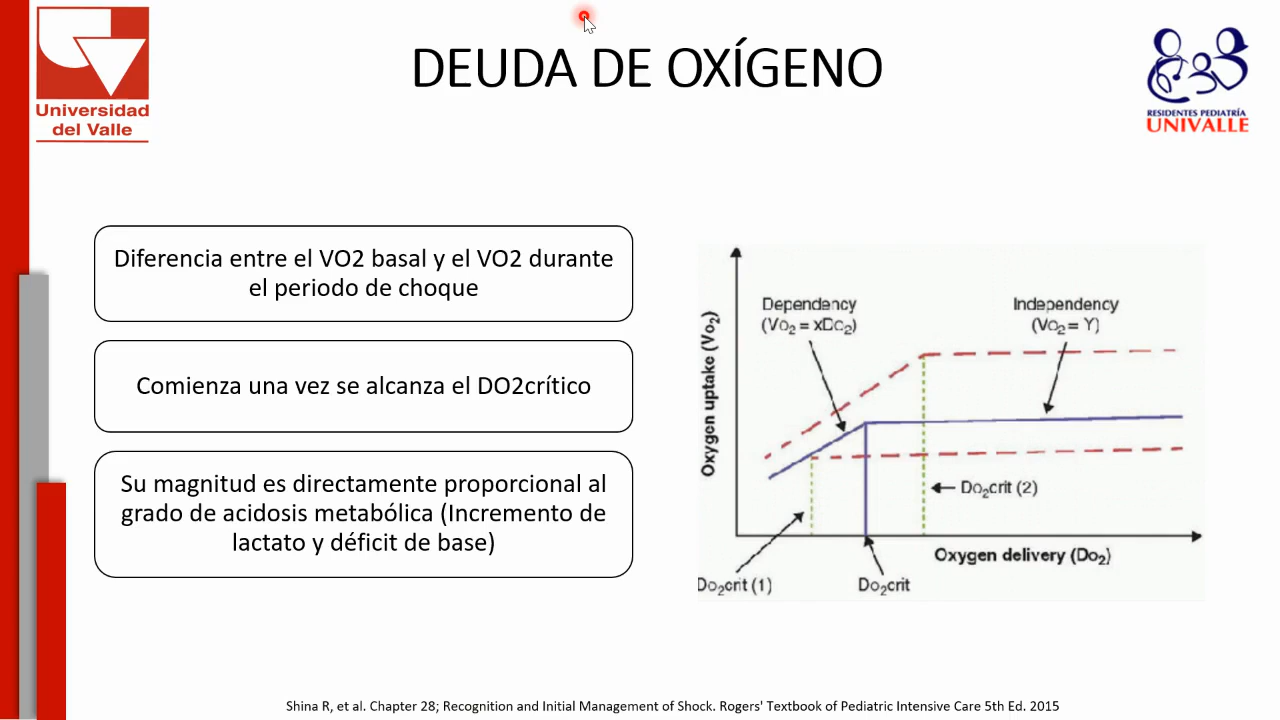 Universidad
del Valle
DEUDA DE OXÍGENO
RESIDENTES PEDIATRÍA
UNIVALLE
Diferencia entre el VO2 basal y el VO2 durante
el periodo de choque
Comienza una vez se alcanza el DO2crítico
Su magnitud es directamente proporcional al
grado de acidosis metabólica (Incremento de
lactato y déficit de base)
Oxygen uptake (Vo₂)
Dependency
(Vo₂ = xDc₂)
Independency
(Vo₂ = Y)
Do₂crit (2)
Oxygen delivery (Do₂)
Do₂crit (1)
Do₂crit
Shina R, et al. Chapter 28; Recognition and Initial Management of Shock. Rogers' Textbook of Pediatric Intensive Care 5th Ed. 2015